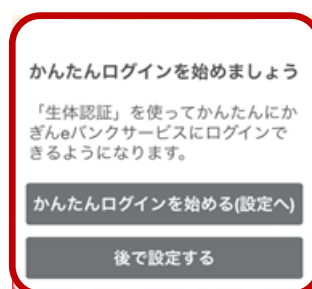 かんたんログインを始めましょう
「生体認証」を使ってかんたんにか
ぎんeバンクサービスにログインで
きるようになります。
かんたんログインを始める(設定へ)
後で設定する